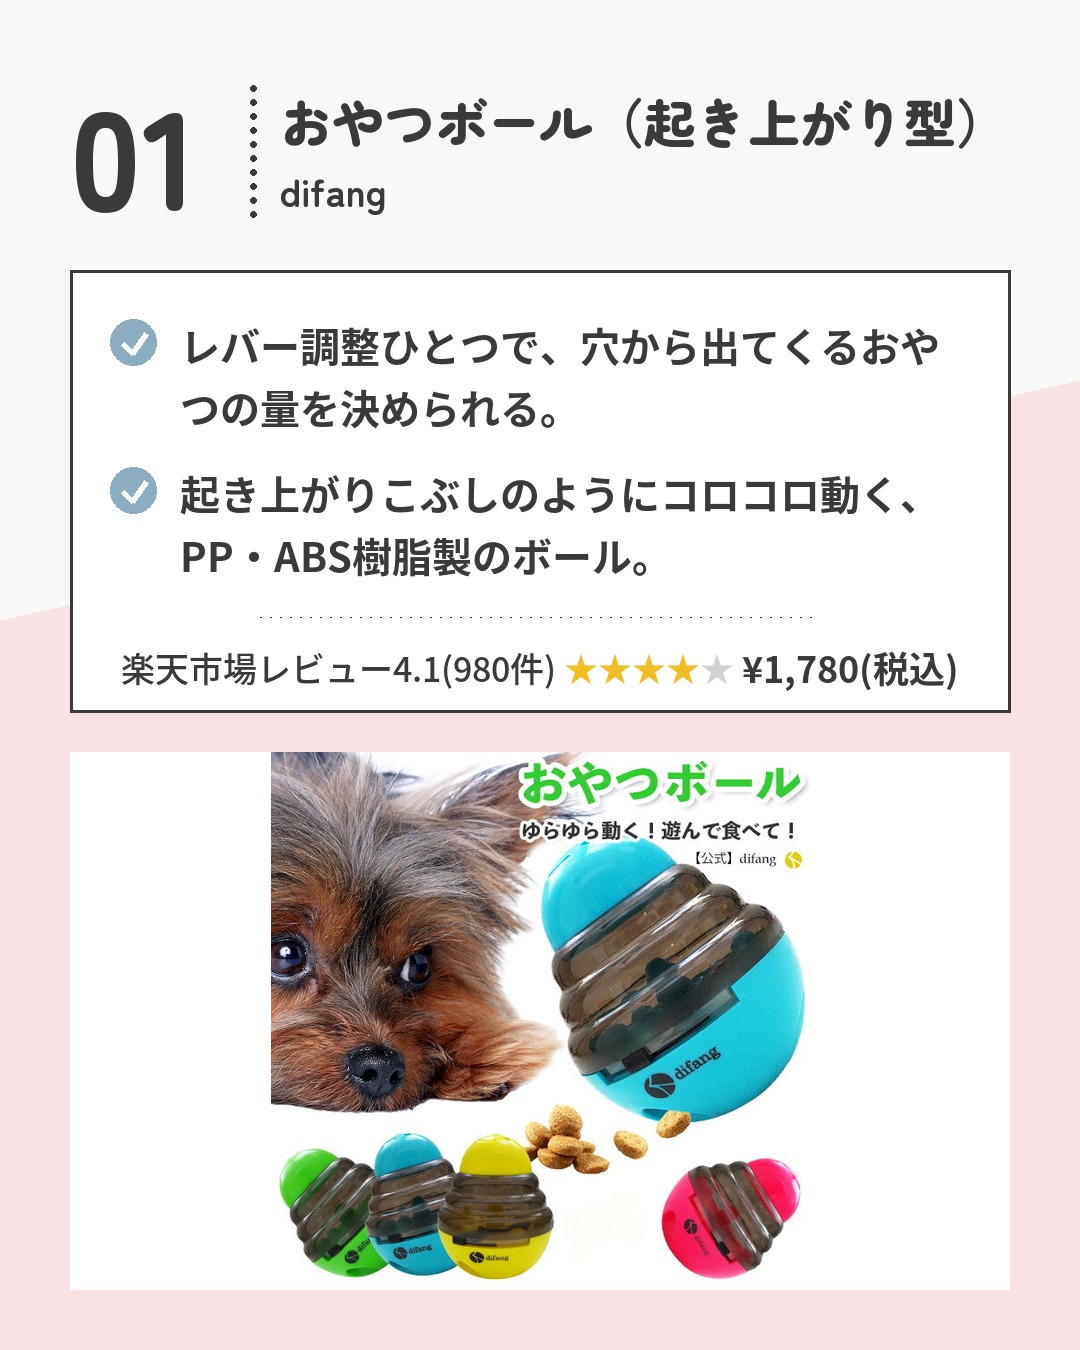 01
おやつボール（起き上がり型）
difang
レバー調整ひとつで、穴から出てくるおや
つの量を決められる。
起き上がりこぶしのようにコロコロ動く、
PP・ABS樹脂製のボール。
楽天市場レビュー4.1(980件) ★★★★★ ¥1,780(税込)
おやつボール
ゆらゆら動く！遊んで食べて！
【公式】difang
difang
difang
difang
difang
difang